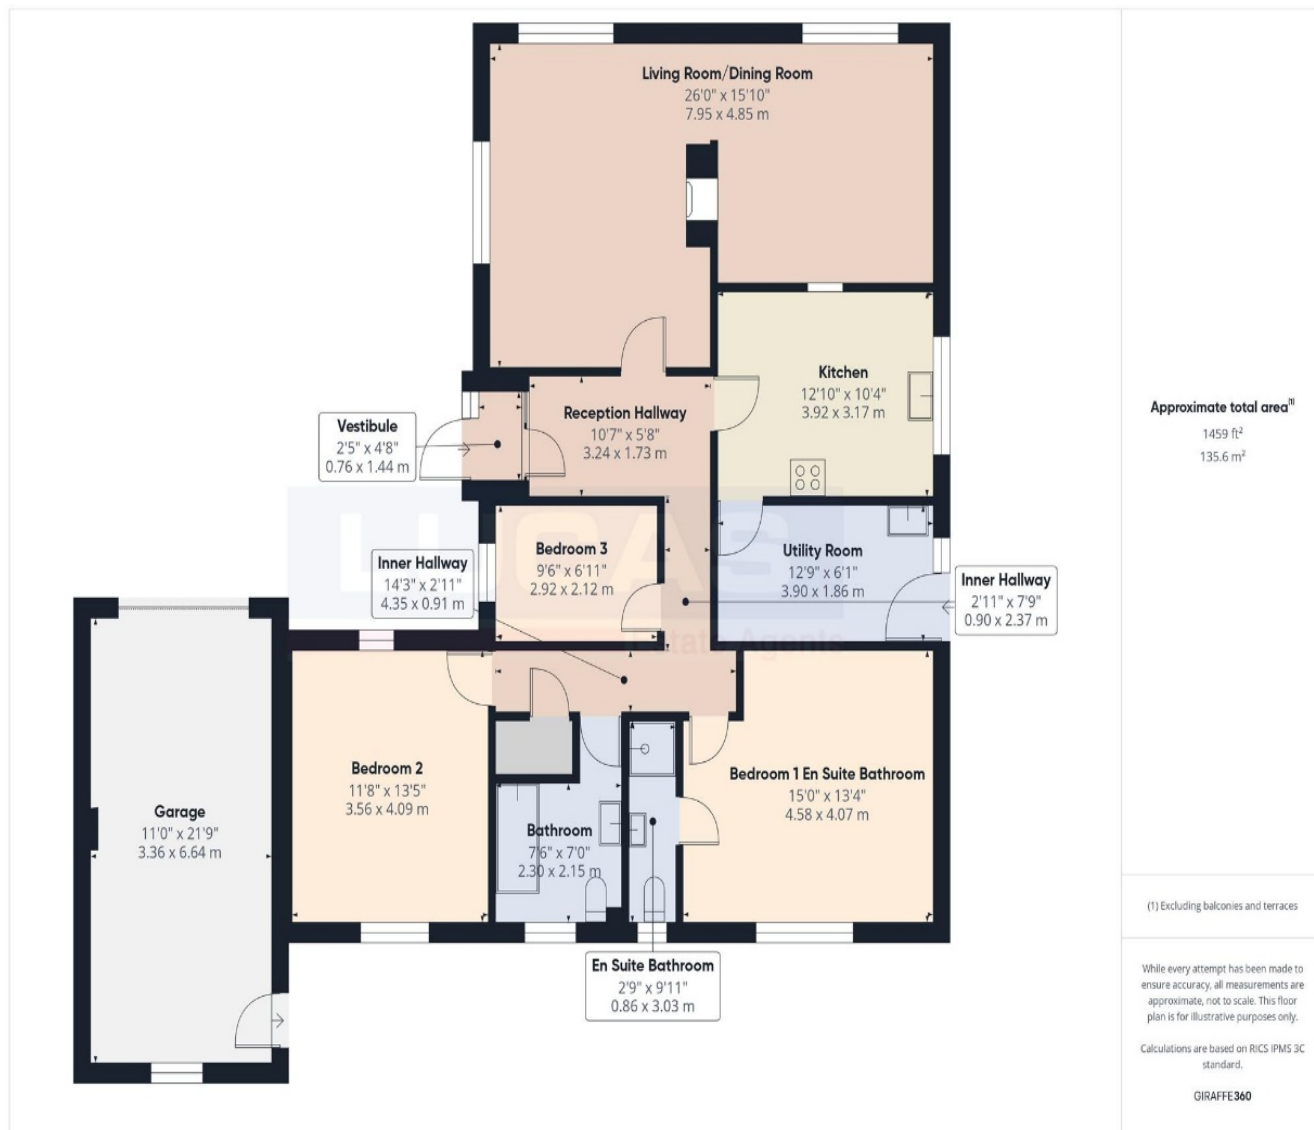 Living Room/Dining Room
26'0" x 15'10"
7.95 x 4.85 m
Kitchen
12'10" x 10'4"
3.92 x 3.17 m
Reception Hallway
10'7" x 5'8"
3.24 x 1.73 m
Vestibule
2'5" x 4'8"
0.76 x 1.44 m
Bedroom 3
9'6" x 6'11"
2.92 x 2.12 m
Inner Hallway
14'3" x 2'11"
4.35 x 0.91 m
Utility Room
12'9" x 6'1"
3.90 x 1.86 m
Inner Hallway
2'11" x 7'9"
0.90 x 2.37 m
LUCAS
Estate Agents
Bedroom 2
11'8" x 13'5"
3.56 x 4.09 m
Bedroom 1 En Suite Bathroom
15'0" x 13'4"
4.58 x 4.07 m
Garage
11'0" x 21'9"
3.36 x 6.64 m
Bathroom
7'6" x 7'0"
2.30 x 2.15 m
En Suite Bathroom
2'9" x 9'11"
0.86 x 3.03 m
Approximate total area⁽¹⁾
1459 ft²
135.6 m²
(1) Excluding balconies and terraces
While every attempt has been made to
ensure accuracy, all measurements are
approximate, not to scale. This floor
plan is for illustrative purposes only.
Calculations are based on RICS IPMS 3C
standard.
GIRAFFE360